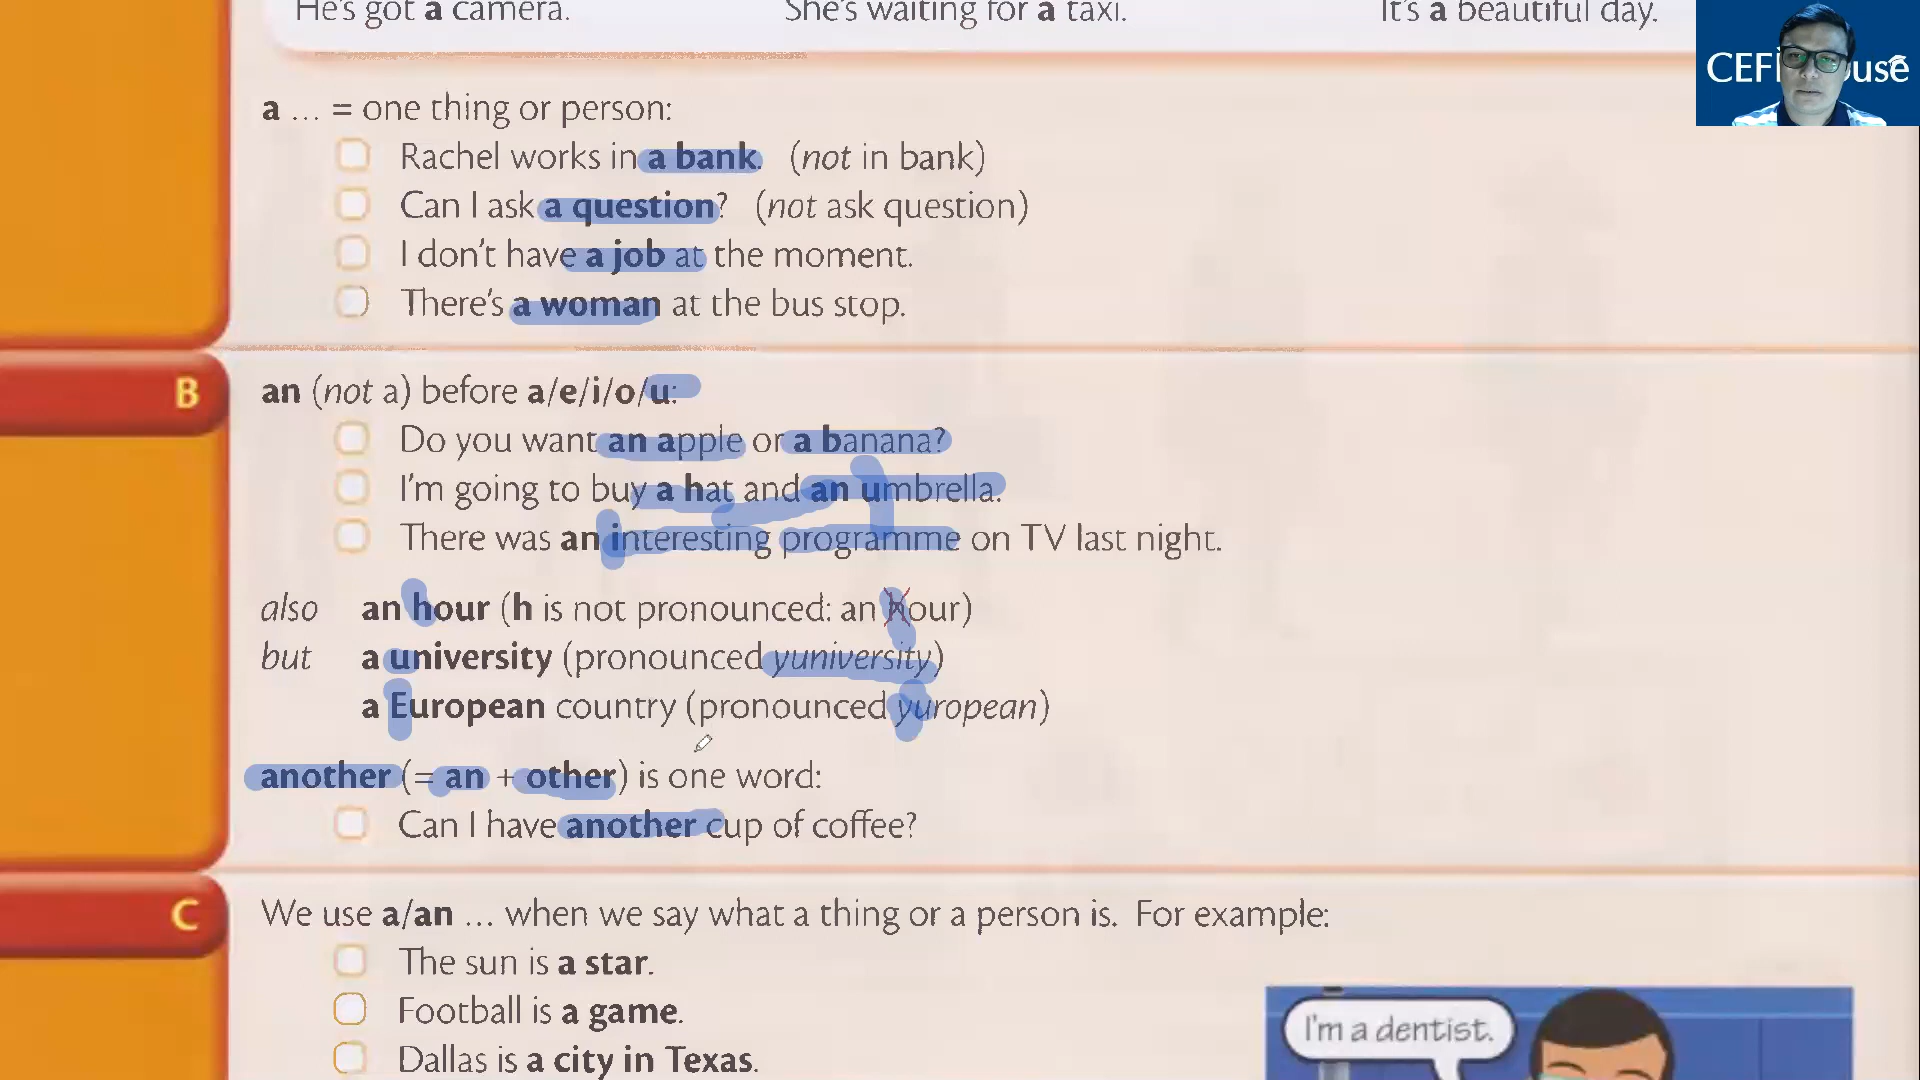 He's got a camera. She's waiting for a taxi. It's a beautiful day.
CEF use
a ... = one thing or person:
Rachel works in a bank. (not in bank)
Can I ask a question? (not ask question)
I don't have a job at the moment.
There's a woman at the bus stop.
B an (not a) before a/e/i/o/u:
Do you want an apple or a banana?
I'm going to buy a hat and an umbrella.
There was an interesting programme on TV last night.
also an hour (h is not pronounced: an hour)
but a university (pronounced yuniversity)
a European country (pronounced yuropean)
another (= an + other) is one word:
Can I have another cup of coffee?
C We use a/an ... when we say what a thing or a person is. For example:
The sun is a star.
Football is a game.
Dallas is a city in Texas.
I'm a dentist.